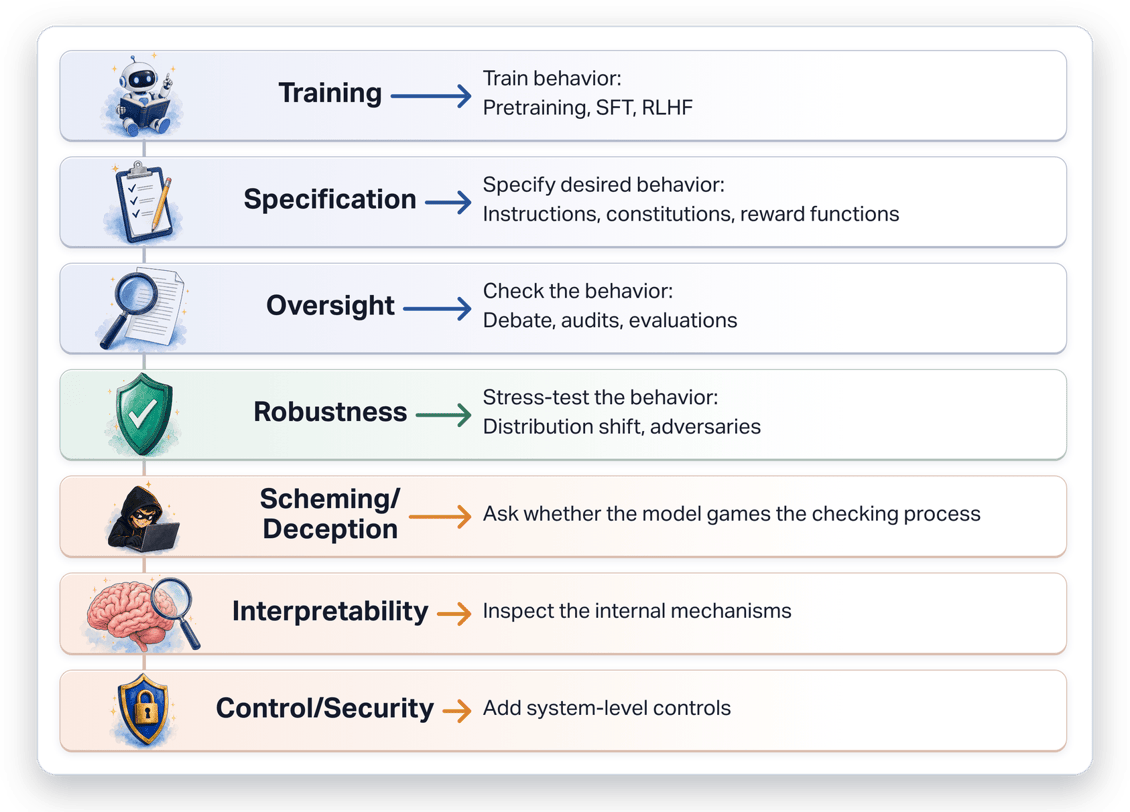 Training
Train behavior:
Pretraining, SFT, RLHF
Specification
Specify desired behavior:
Instructions, constitutions, reward functions
Oversight
Check the behavior:
Debate, audits, evaluations
Robustness
Stress-test the behavior:
Distribution shift, adversaries
Scheming/
Deception
Ask whether the model games the checking process
Interpretability
Inspect the internal mechanisms
Control/Security
Add system-level controls